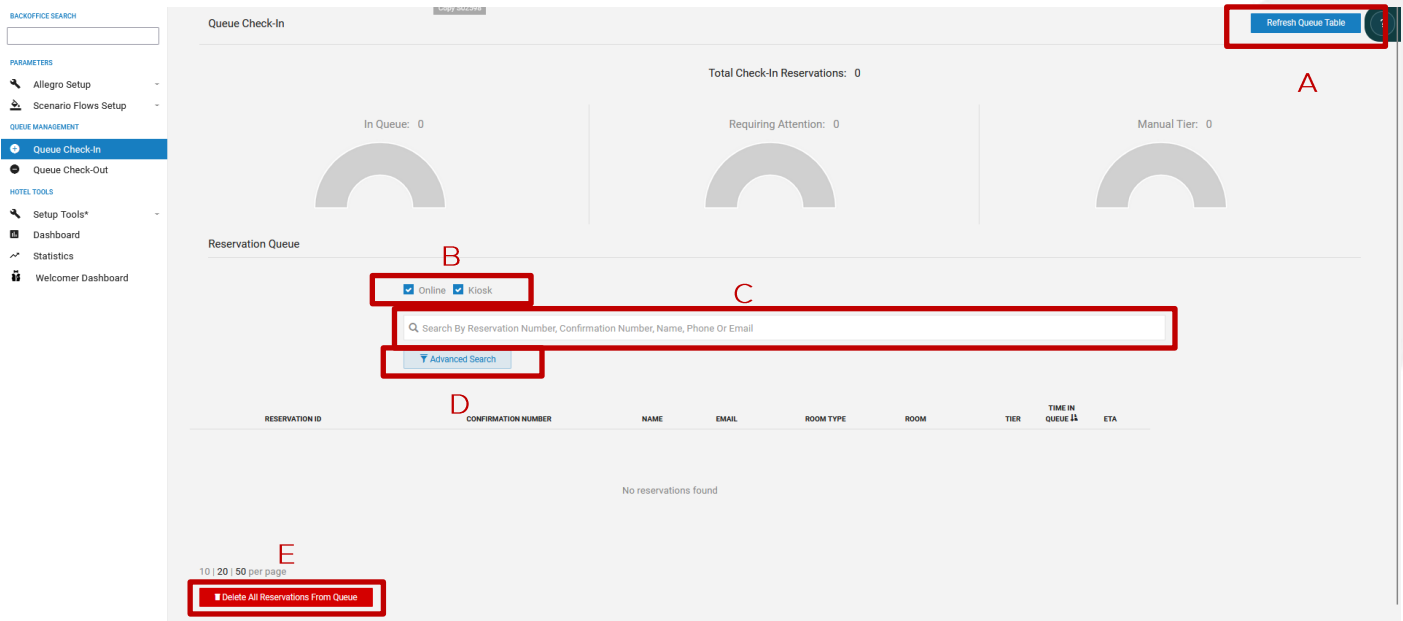 BACKOFFICE SEARCH
PARAMETERS
Allegro Setup
Scenario Flows Setup
QUEUE MANAGEMENT
Queue Check-In
Queue Check-Out
HOTEL TOOLS
Setup Tools*
Dashboard
Statistics
Welcomer Dashboard
Queue Check-In
Refresh Queue Table
?
A
Total Check-In Reservations: 0
In Queue: 0
Requiring Attention: 0
Manual Tier: 0
Reservation Queue
B
Online Kiosk
C
Search By Reservation Number, Confirmation Number, Name, Phone Or Email
Advanced Search
D
RESERVATION ID CONFIRMATION NUMBER NAME EMAIL ROOM TYPE ROOM TIER TIME IN QUEUE ETA
No reservations found
E
10 | 20 | 50 per page
Delete All Reservations From Queue